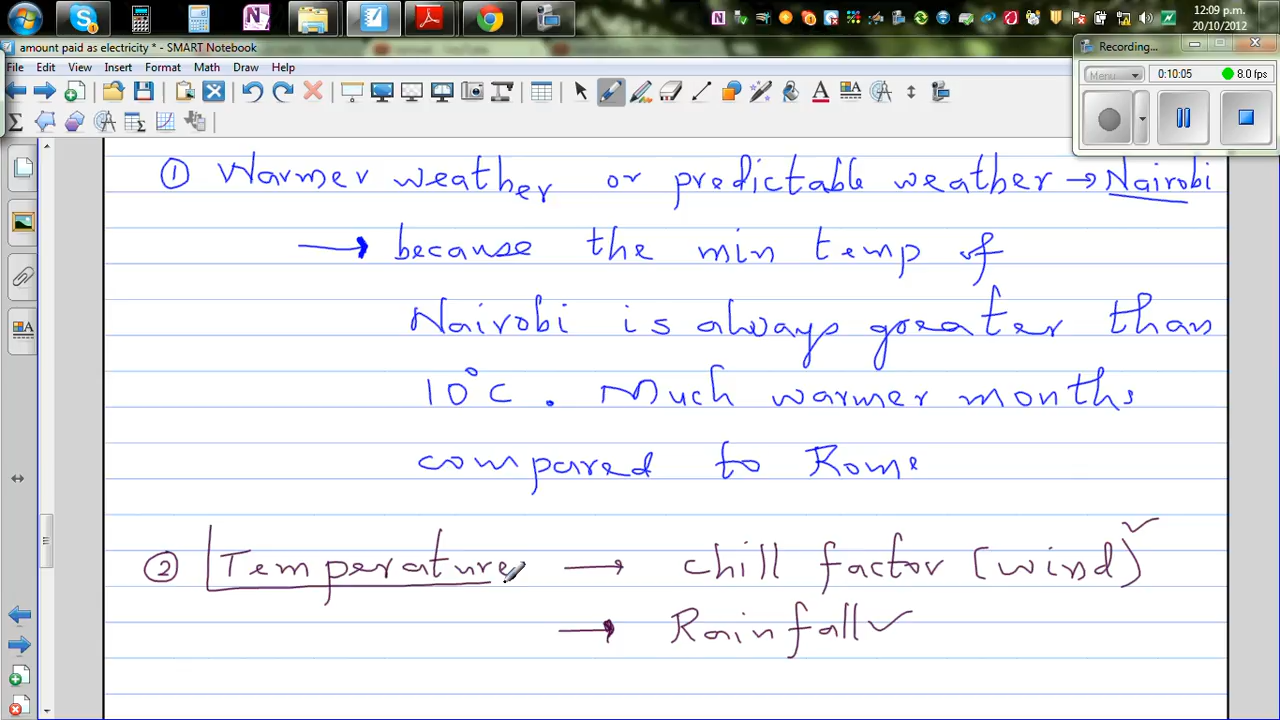 12:09 p.m.
20/10/2012
amount paid as electricity * - SMART Notebook
Recording...
File Edit View Insert Format Math Draw Help
Menu
0:10:05
8.0 fps
① Warmer weather or predictable weather → Nairobi
→ because the min temp of
Nairobi is always greater than
10°C. Much warmer months
compared to Rome
② Temperature → chill factor (wind) ✓
→ Rainfall ✓